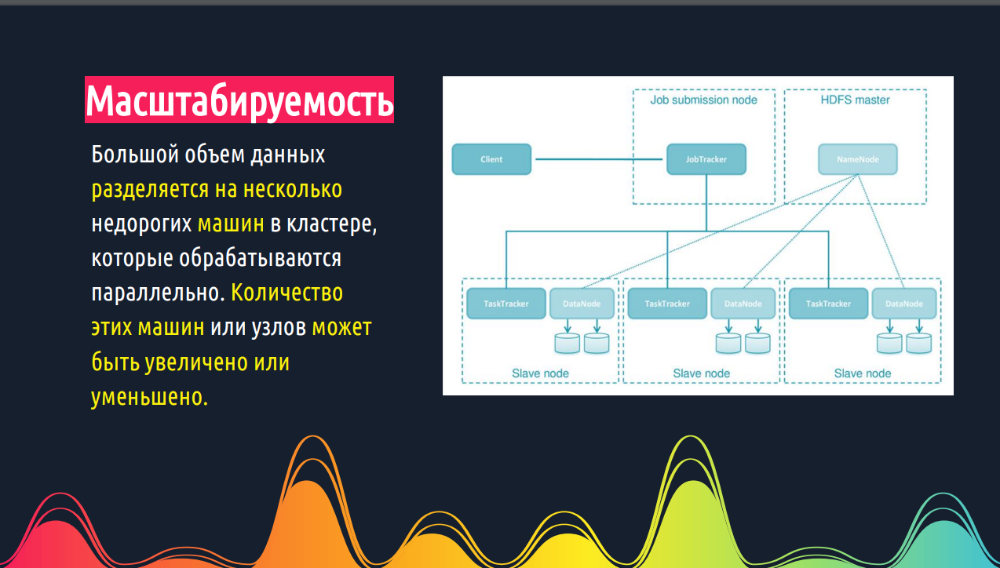 Масштабируемость
Большой объем данных
разделяется на несколько
недорогих машин в кластере,
которые обрабатываются
параллельно. Количество
этих машин или узлов может
быть увеличено или
уменьшено.
Job submission node
HDFS master
Client
JobTracker
NameNode
TaskTracker
DataNode
TaskTracker
DataNode
TaskTracker
DataNode
Slave node
Slave node
Slave node